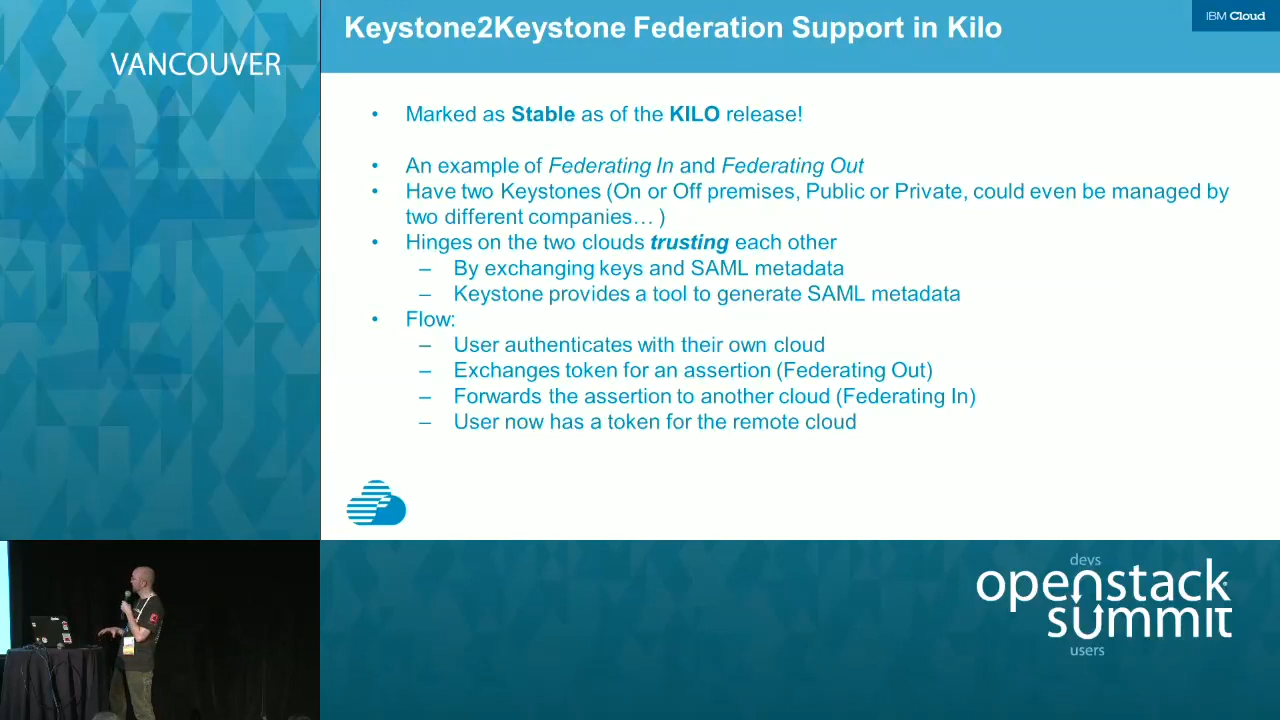 VANCOUVER
Keystone2Keystone Federation Support in Kilo
IBM Cloud
• Marked as Stable as of the KILO release!
• An example of Federating In and Federating Out
• Have two Keystones (On or Off premises, Public or Private, could even be managed by
two different companies… )
• Hinges on the two clouds trusting each other
– By exchanging keys and SAML metadata
– Keystone provides a tool to generate SAML metadata
• Flow:
– User authenticates with their own cloud
– Exchanges token for an assertion (Federating Out)
– Forwards the assertion to another cloud (Federating In)
– User now has a token for the remote cloud
devs
openstack
summit
users